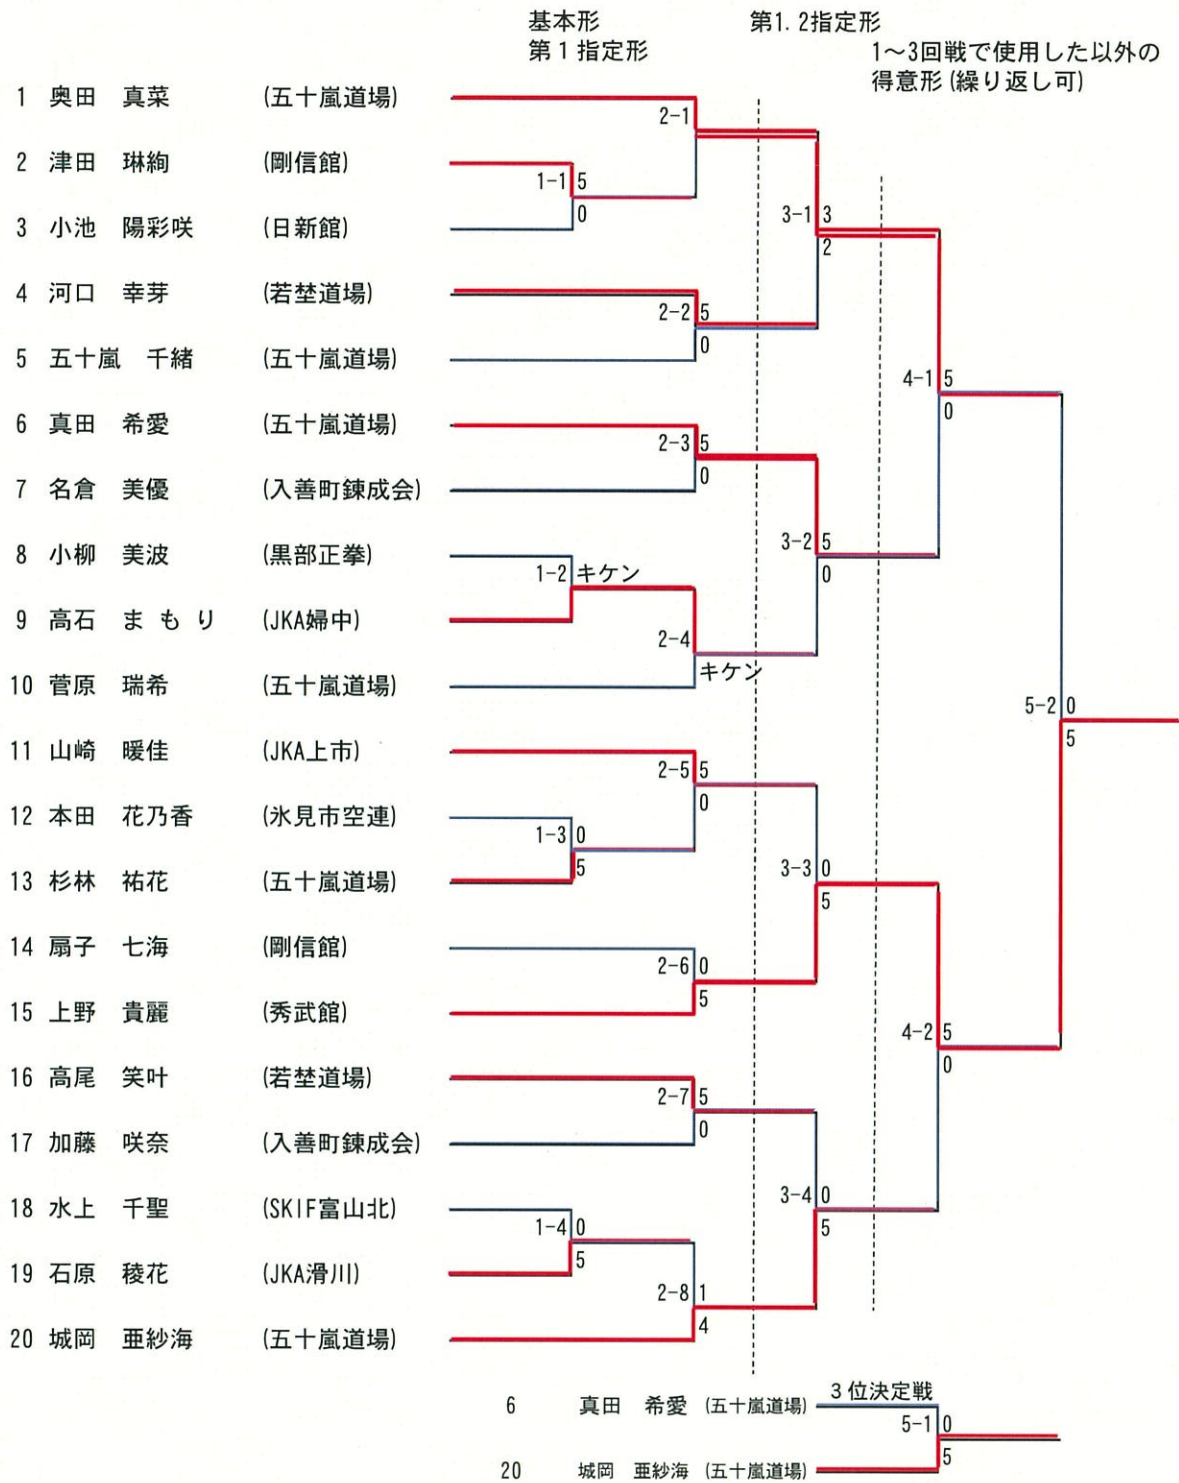 基本形
第1指定形
第1.2指定形
1～3回戦で使用した以外の
得意形(繰り返し可)
1 奥田 真菜 (五十嵐道場)
2-1
2 津田 琳絢 (剛信館)
1-1 5
0
3 小池 陽彩咲 (日新館)
3-1 3
2
4 河口 幸芽 (若埜道場)
2-2 5
0
5 五十嵐 千緒 (五十嵐道場)
4-1 5
0
6 真田 希愛 (五十嵐道場)
2-3 5
0
7 名倉 美優 (入善町錬成会)
3-2 5
0
8 小柳 美波 (黒部正拳)
1-2 キケン
9 高石 まもり (JKA婦中)
2-4
キケン
10 菅原 瑞希 (五十嵐道場)
5-2 0
5
11 山崎 暖佳 (JKA上市)
2-5 5
0
12 本田 花乃香 (氷見市空連)
1-3 0
5
13 杉林 祐花 (五十嵐道場)
3-3 0
5
14 扇子 七海 (剛信館)
2-6 0
5
15 上野 貴麗 (秀武館)
4-2 5
0
16 高尾 笑叶 (若埜道場)
2-7 5
0
17 加藤 咲奈 (入善町錬成会)
3-4 0
5
18 水上 千聖 (SKIF富山北)
1-4 0
5
19 石原 稜花 (JKA滑川)
2-8 1
4
20 城岡 亜紗海 (五十嵐道場)
3位決定戦
6 真田 希愛 (五十嵐道場)
5-1 0
5
20 城岡 亜紗海 (五十嵐道場)